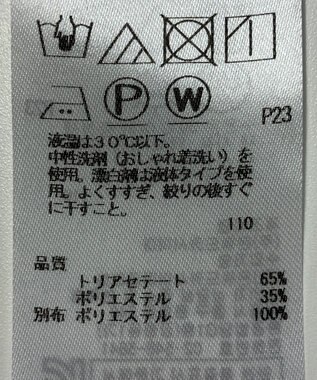 P W
P23
液温は30℃以下。
中性洗剤（おしゃれ着洗い）を
使用。漂白剤は液体タイプを使
用。よくすすぎ、絞りの後すぐ
に干すこと。
110
品質
トリアセテート 65%
ポリエステル 35%
別布 ポリエステル 100%